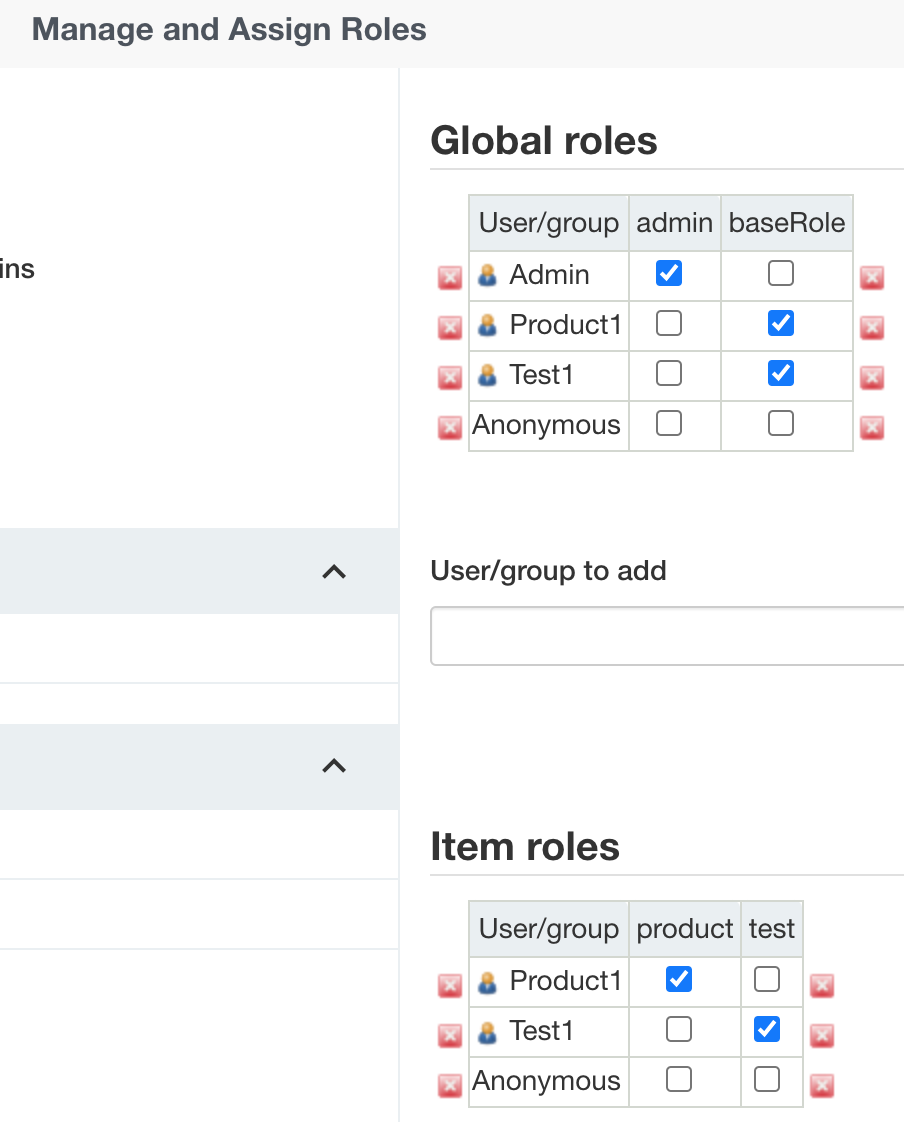 Manage and Assign Roles
ins
Global roles
User/group admin baseRole
Admin
Product1
Test1
Anonymous
User/group to add
Item roles
User/group product test
Product1
Test1
Anonymous